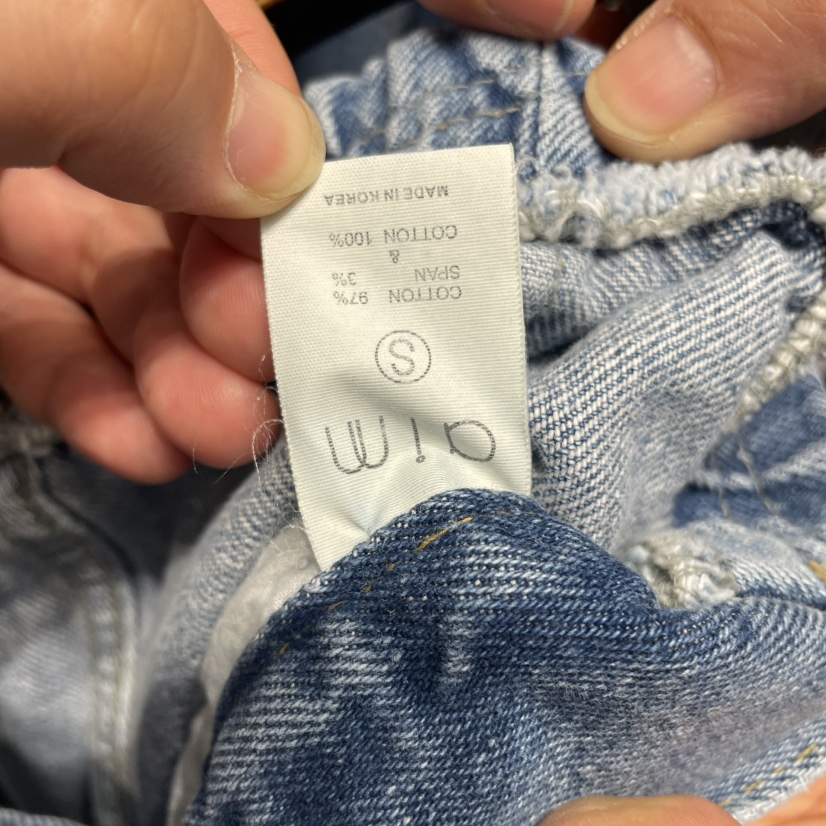 aim
S
COTTON 97%
SPAN 3%
&
COTTON 100%
MADE IN KOREA